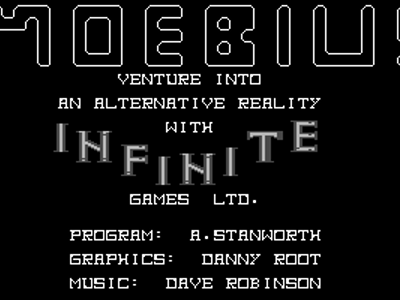 MOEBIUS
VENTURE INTO
AN ALTERNATIVE REALITY
WITH
INFINITE
GAMES LTD.
PROGRAM: A.STANWORTH
GRAPHICS: DANNY ROOT
MUSIC: DAVE ROBINSON